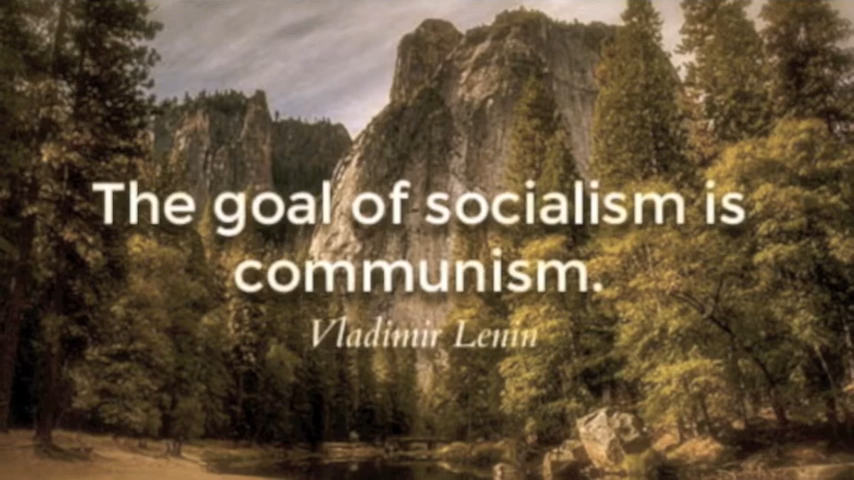 The goal of socialism is
communism.
Vladimir Lenin